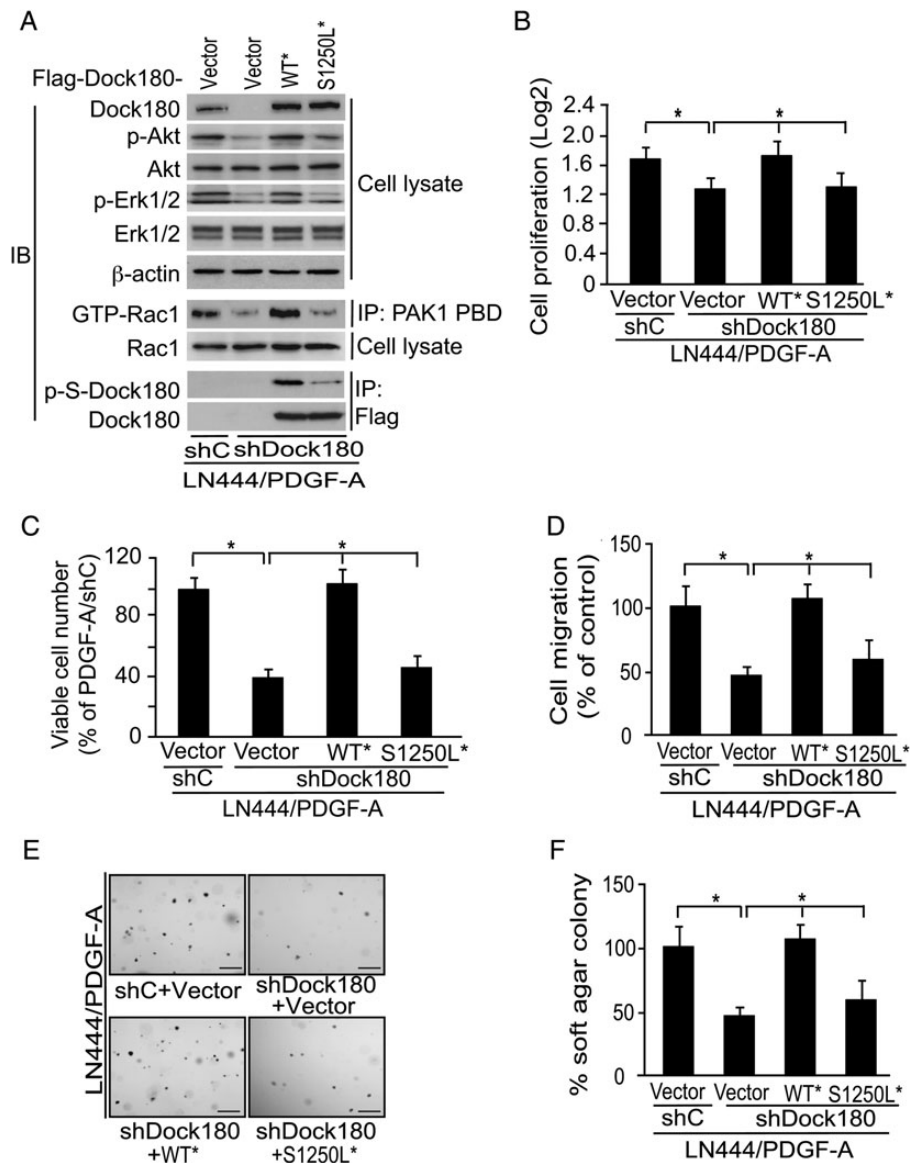 A
Flag-Dock180-
Vector
Vector
WT*
S1250L*
IB
Dock180
p-Akt
Akt
p-Erk1/2
Erk1/2
β-actin
Cell lysate
GTP-Rac1
IP: PAK1 PBD
Rac1
Cell lysate
p-S-Dock180
Dock180
IP:
Flag
shC shDock180
LN444/PDGF-A
B
Cell proliferation (Log2)
2.4
2.0
1.6
1.2
2.4
0.4
0
* *
Vector Vector WT* S1250L*
shC shDock180
LN444/PDGF-A
C
Viable cell number
(% of PDGF-A/shC)
120
80
40
0
* *
Vector Vector WT* S1250L*
shC shDock180
LN444/PDGF-A
D
Cell migration
(% of control)
150
100
50
0
* *
Vector Vector WT* S1250L*
shC shDock180
LN444/PDGF-A
E
LN444/PDGF-A
shC+Vector
shDock180
+Vector
shDock180
+WT*
shDock180
+S1250L*
F
% soft agar colony
150
100
50
0
* *
Vector Vector WT* S1250L*
shC shDock180
LN444/PDGF-A